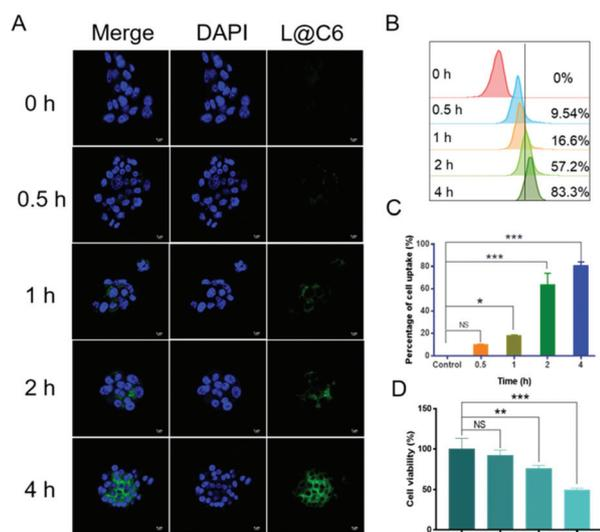 A
Merge DAPI L@C6
0 h
0.5 h
1 h
2 h
4 h
B
0 h 0%
0.5 h 9.54%
1 h 16.6%
2 h 57.2%
4 h 83.3%
C
Percentage of cell uptake (%)
100
80
60
40
20
0
***
***
*
NS
Control 0.5 1 2 4
Time (h)
D
Cell viability (%)
150
100
50
0
***
**
NS